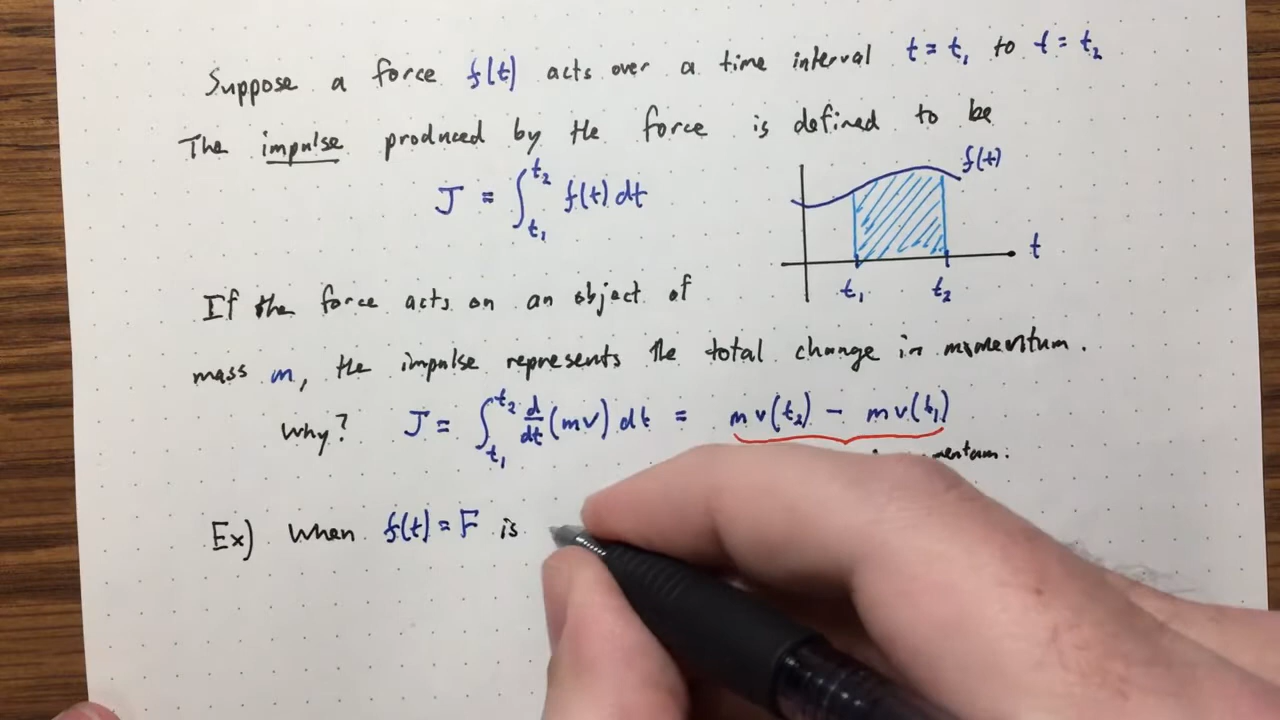 Suppose a force f(t) acts over a time interval t = t₁ to t = t₂
The impulse produced by the force is defined to be
J = ∫_{t₁}^{t₂} f(t) dt
f(t)
t
t₁ t₂
If the force acts on an object of
mass m, the impulse represents the total change in momentum.
Why? J = ∫_{t₁}^{t₂} d/dt (mv) dt = mv(t₂) - mv(t₁)
Ex) When f(t) = F is